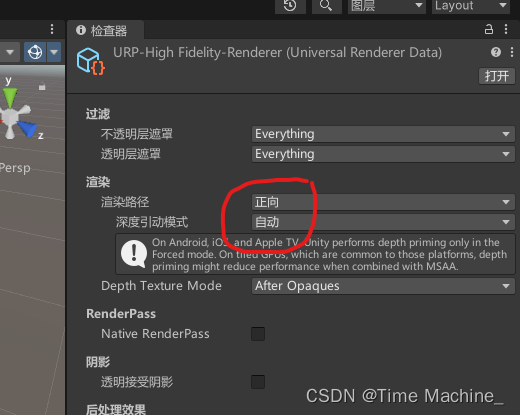 图层
Layout
检查器
URP-High Fidelity-Renderer (Universal Renderer Data)
打开
y
z
Persp
过滤
不透明层遮罩 Everything
透明层遮罩 Everything
渲染
渲染路径 正向
深度引动模式 自动
On Android, iOS, and Apple TV, Unity performs depth priming only in the
Forced mode. On tiled GPUs, which are common to those platforms, depth
priming might reduce performance when combined with MSAA.
Depth Texture Mode After Opaques
RenderPass
Native RenderPass
阴影
透明接受阴影
CSDN @Time Machine_
后处理效果